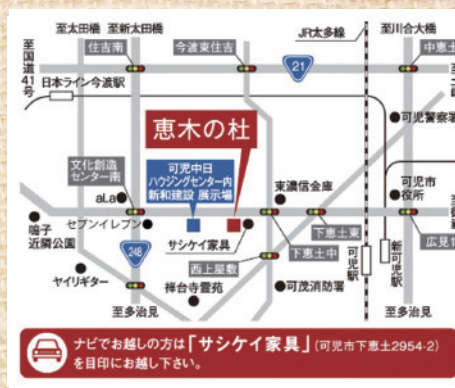 至太田橋
至新太田橋
JR太多線
至川合大橋
住吉南
今渡東住吉
中恵土
至国道41号
21
日本ライン今渡駅
可児警察署
恵木の杜
文化創造
センター南
可児中日
ハウジングセンター内
新和建設 展示場
aLa
東濃信金庫
可児市
役所
鳴子
近隣公園
セブンイレブン
サシケイ家具
下恵土東
下恵土中
広見1
248
西上屋敷
可児駅
新可児駅
ヤイリギター
禅台寺霊苑
可茂消防署
至多治見
至多治見
ナビでお越しの方は「サシケイ家具」(可児市下恵土2954-2)
を目印にお越し下さい。